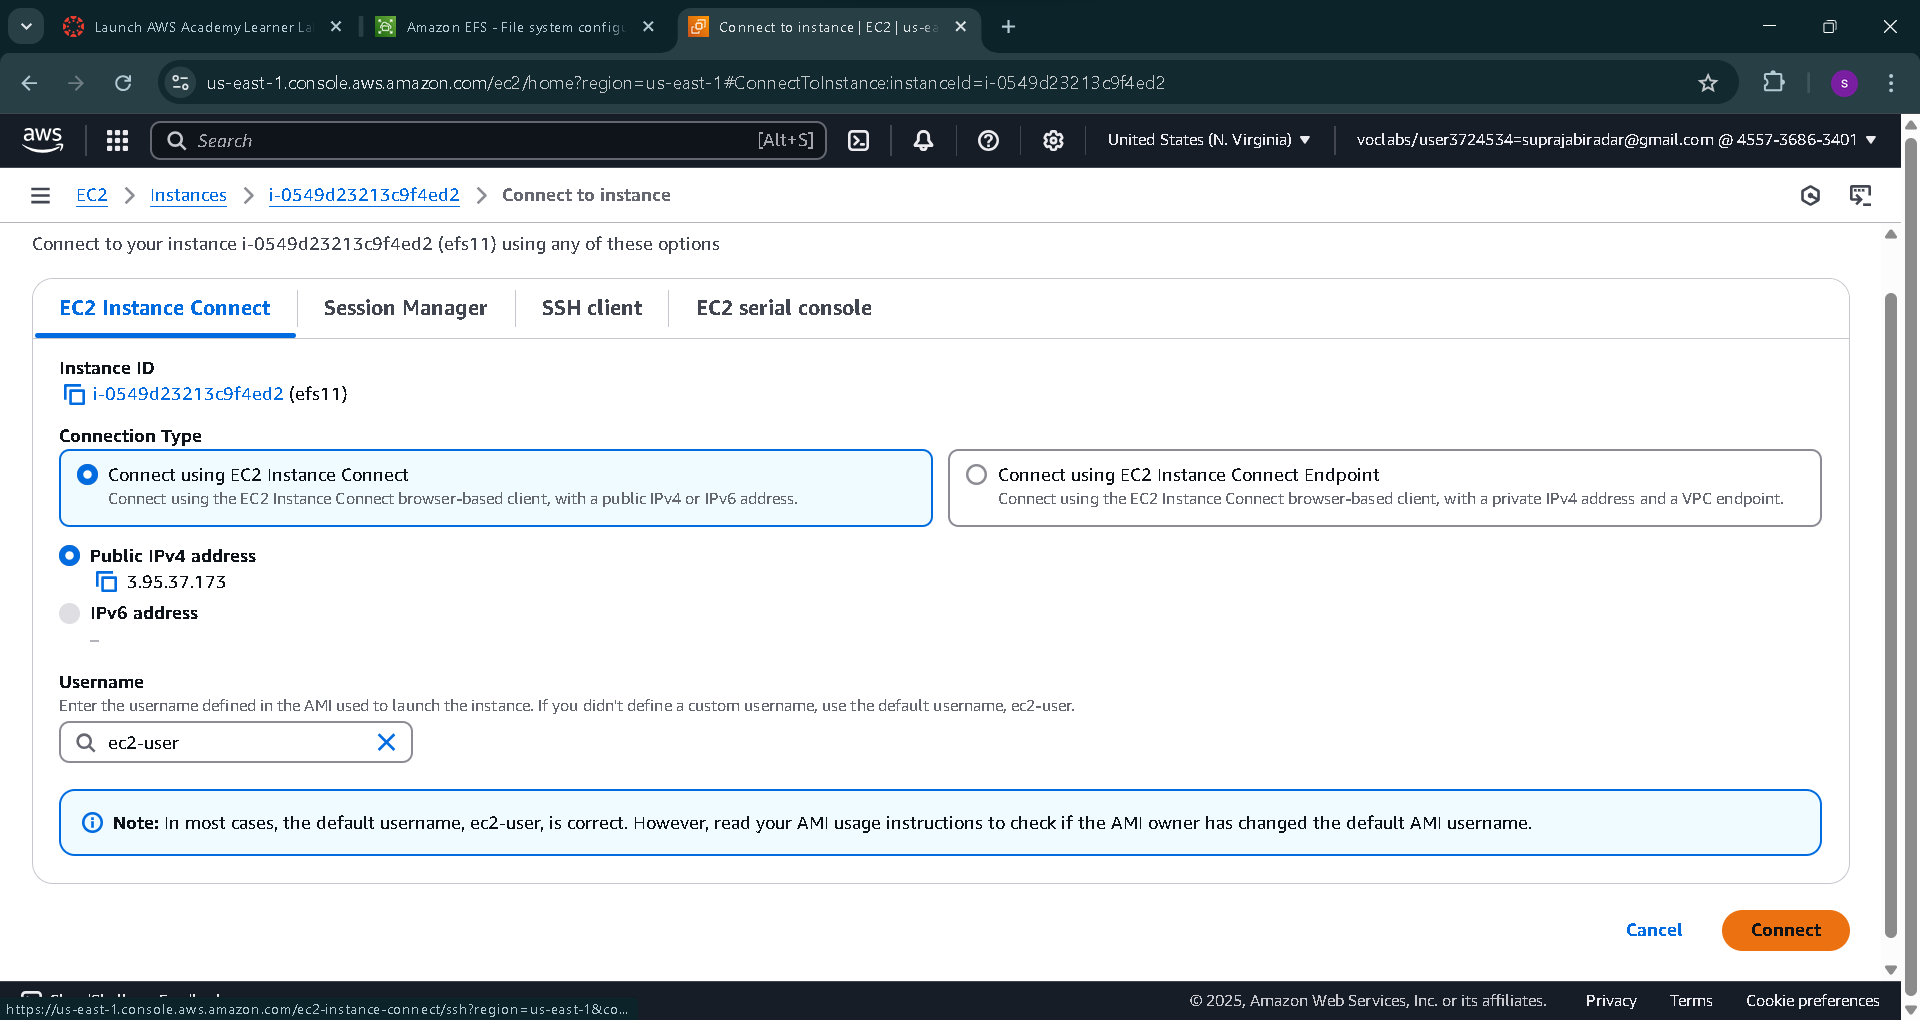 Launch AWS Academy Learner La
Amazon EFS - File system configu
Connect to instance | EC2 | us-ea
us-east-1.console.aws.amazon.com/ec2/home?region=us-east-1#ConnectToInstance:instanceId=i-0549d23213c9f4ed2
s
aws
Search
[Alt+S]
United States (N. Virginia)
voclabs/user3724534=suprajabiradar@gmail.com @ 4557-3686-3401
EC2
Instances
i-0549d23213c9f4ed2
Connect to instance
Connect to your instance i-0549d23213c9f4ed2 (efs11) using any of these options
EC2 Instance Connect
Session Manager
SSH client
EC2 serial console
Instance ID
i-0549d23213c9f4ed2 (efs11)
Connection Type
Connect using EC2 Instance Connect
Connect using the EC2 Instance Connect browser-based client, with a public IPv4 or IPv6 address.
Connect using EC2 Instance Connect Endpoint
Connect using the EC2 Instance Connect browser-based client, with a private IPv4 address and a VPC endpoint.
Public IPv4 address
3.95.37.173
IPv6 address
–
Username
Enter the username defined in the AMI used to launch the instance. If you didn't define a custom username, use the default username, ec2-user.
ec2-user
Note: In most cases, the default username, ec2-user, is correct. However, read your AMI usage instructions to check if the AMI owner has changed the default AMI username.
Cancel
Connect
https://us-east-1.console.aws.amazon.com/ec2-instance-connect/ssh?region=us-east-1&co...
© 2025, Amazon Web Services, Inc. or its affiliates.
Privacy
Terms
Cookie preferences